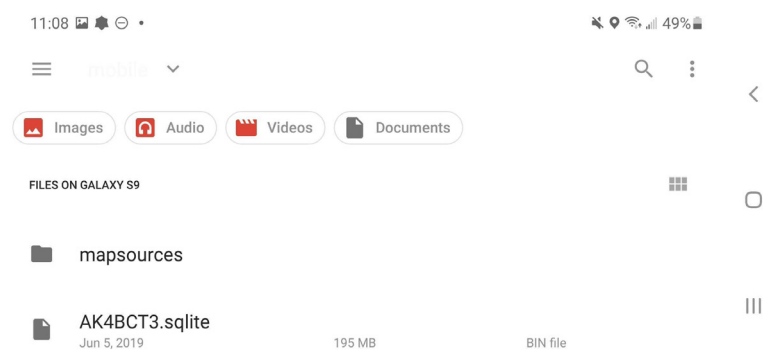 11:08 49%
mobile
Images Audio Videos Documents
FILES ON GALAXY S9
mapsources
AK4BCT3.sqlite
Jun 5, 2019 195 MB BIN file